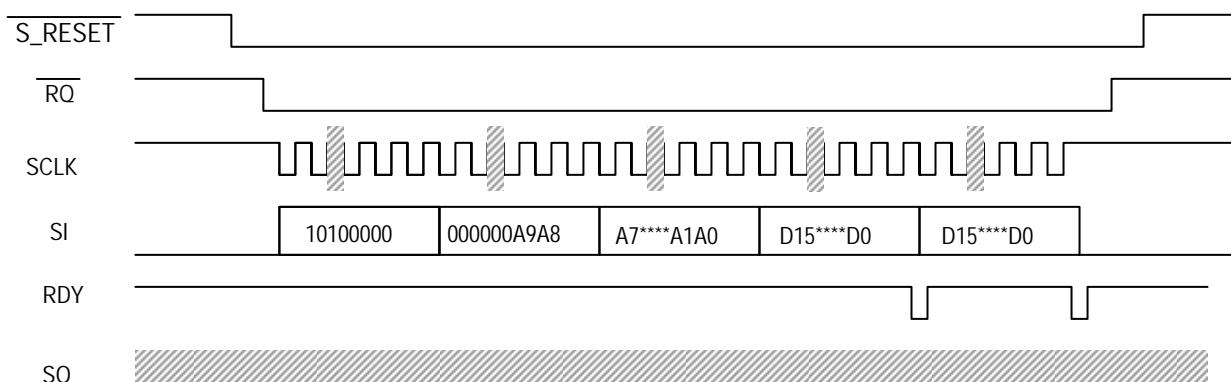 S_RESET
RQ
SCLK
SI 10100000 000000A9A8 A7****A1A0 D15****D0 D15****D0
RDY
SO